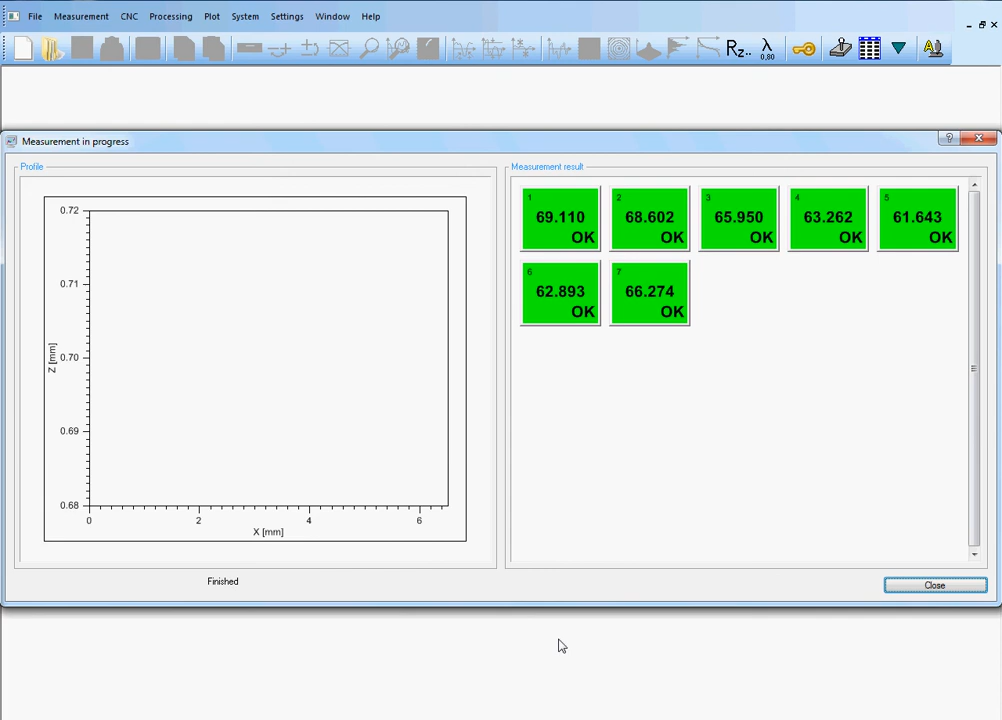 File Measurement CNC Processing Plot System Settings Window Help
Rz.. λ 0,80
Measurement in progress
Profile
Measurement result
0.72
0.71
0.70
0.69
0.68
Z [mm]
0 2 4 6
X [mm]
Finished
1 2 3 4 5
69.110 68.602 65.950 63.262 61.643
OK OK OK OK OK
6 7
62.893 66.274
OK OK
Close